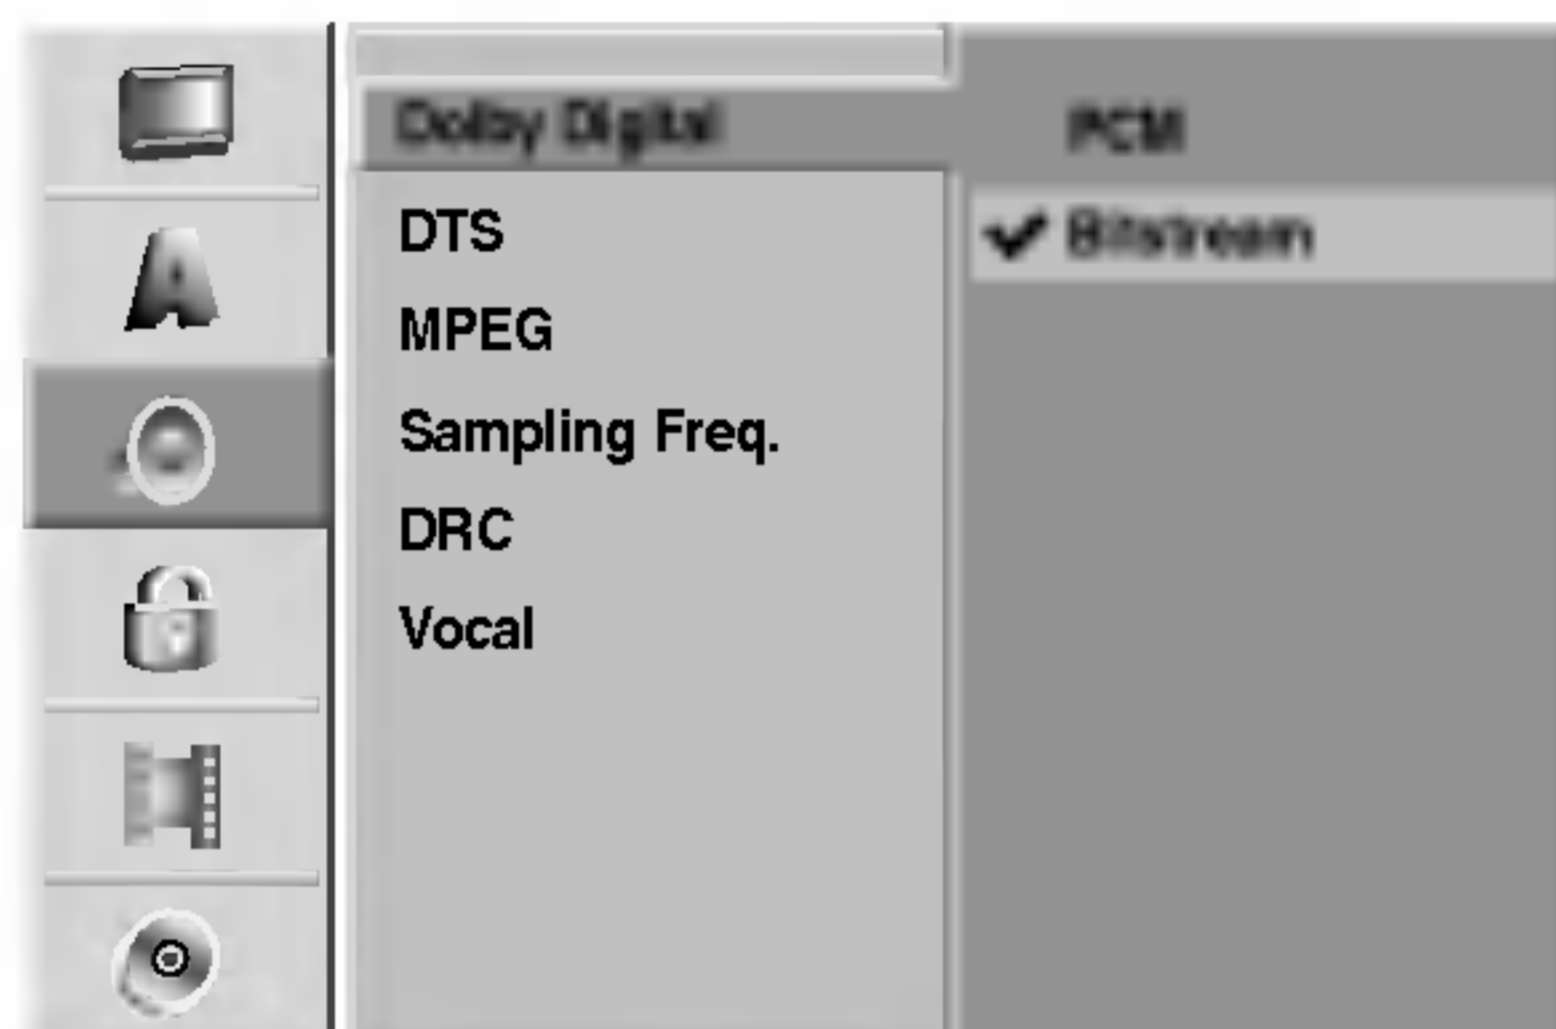 Dolby Digital
PCM
DTS
Bitstream
MPEG
Sampling Freq.
DRC
Vocal